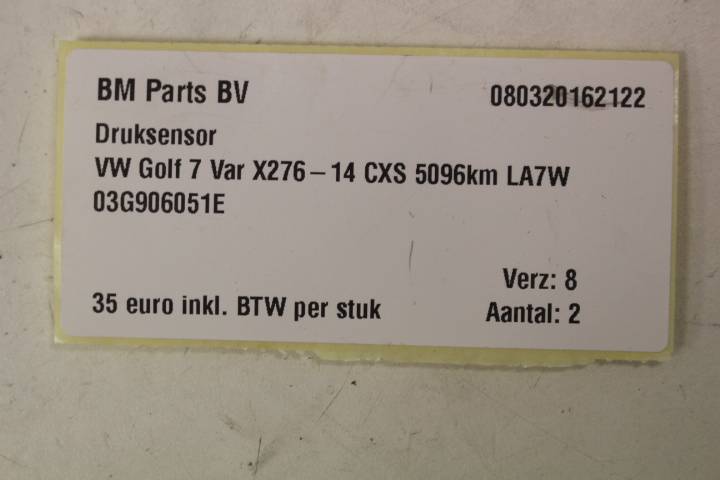 BM Parts BV 080320162122
Druksensor
VW Golf 7 Var X276-14 CXS 5096km LA7W
03G906051E
Verz: 8
35 euro inkl. BTW per stuk Aantal: 2